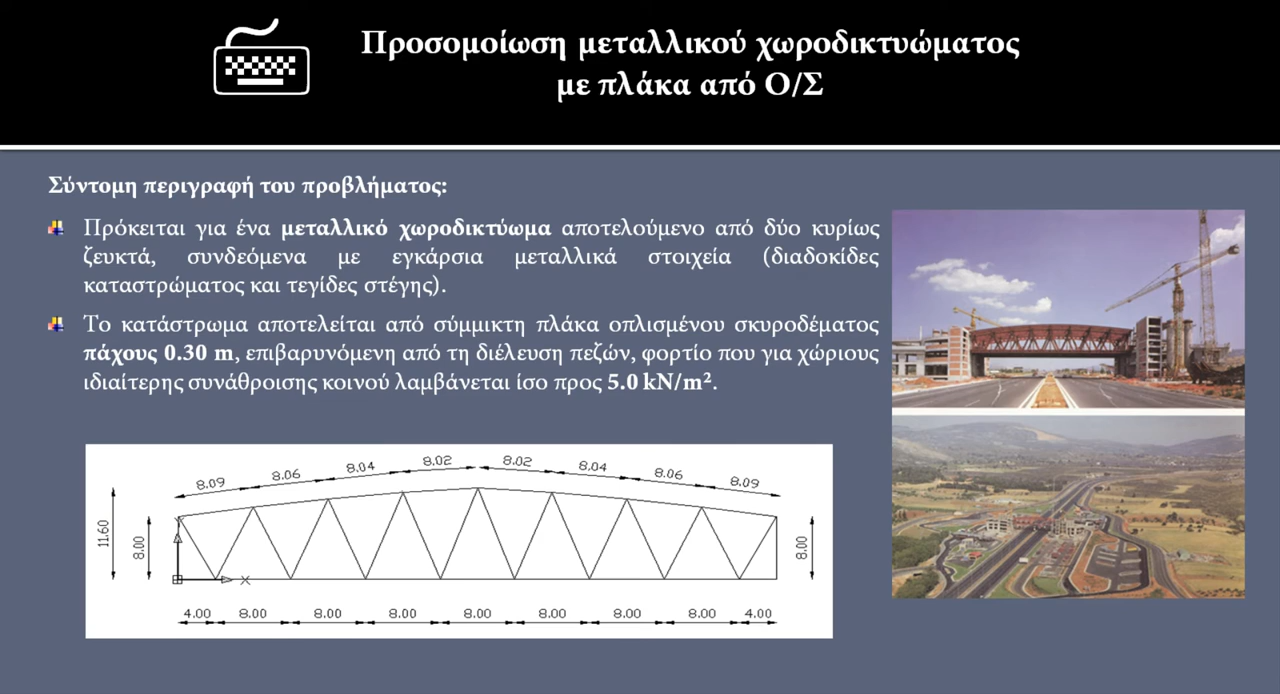 Προσομοίωση μεταλλικού χωροδικτυώματος
με πλάκα από Ο/Σ
Σύντομη περιγραφή του προβλήματος:
Πρόκειται για ένα μεταλλικό χωροδικτύωμα αποτελούμενο από δύο κυρίως
ζευκτά, συνδεόμενα με εγκάρσια μεταλλικά στοιχεία (διαδοκίδες
καταστρώματος και τεγίδες στέγης).
Το κατάστρωμα αποτελείται από σύμμικτη πλάκα οπλισμένου σκυροδέματος
πάχους 0.30 m, επιβαρυνόμενη από τη διέλευση πεζών, φορτίο που για χώριους
ιδιαίτερης συνάθροισης κοινού λαμβάνεται ίσο προς 5.0 kN/m².
8.09 8.06 8.04 8.02 8.02 8.04 8.06 8.09
11.60 8.00 8.00
X
4.00 8.00 8.00 8.00 8.00 8.00 8.00 8.00 4.00